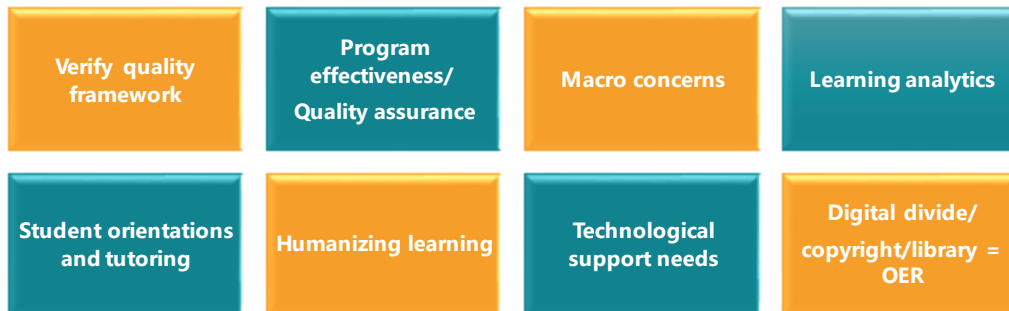 Verify quality
framework
Program
effectiveness/
Quality assurance
Macro concerns
Learning analytics
Student orientations
and tutoring
Humanizing learning
Technological
support needs
Digital divide/
copyright/library =
OER